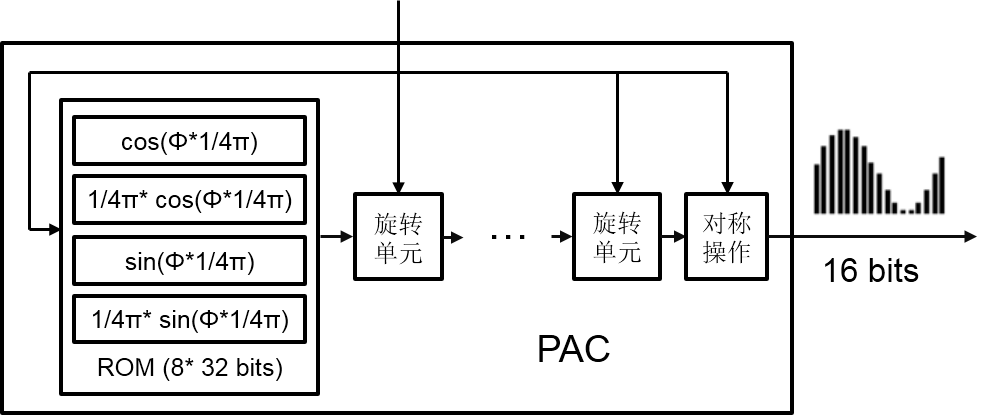 cos(Φ*1/4π)
1/4π* cos(Φ*1/4π)
sin(Φ*1/4π)
1/4π* sin(Φ*1/4π)
ROM (8* 32 bits)
旋转
单元
···
旋转
单元
对称
操作
16 bits
PAC